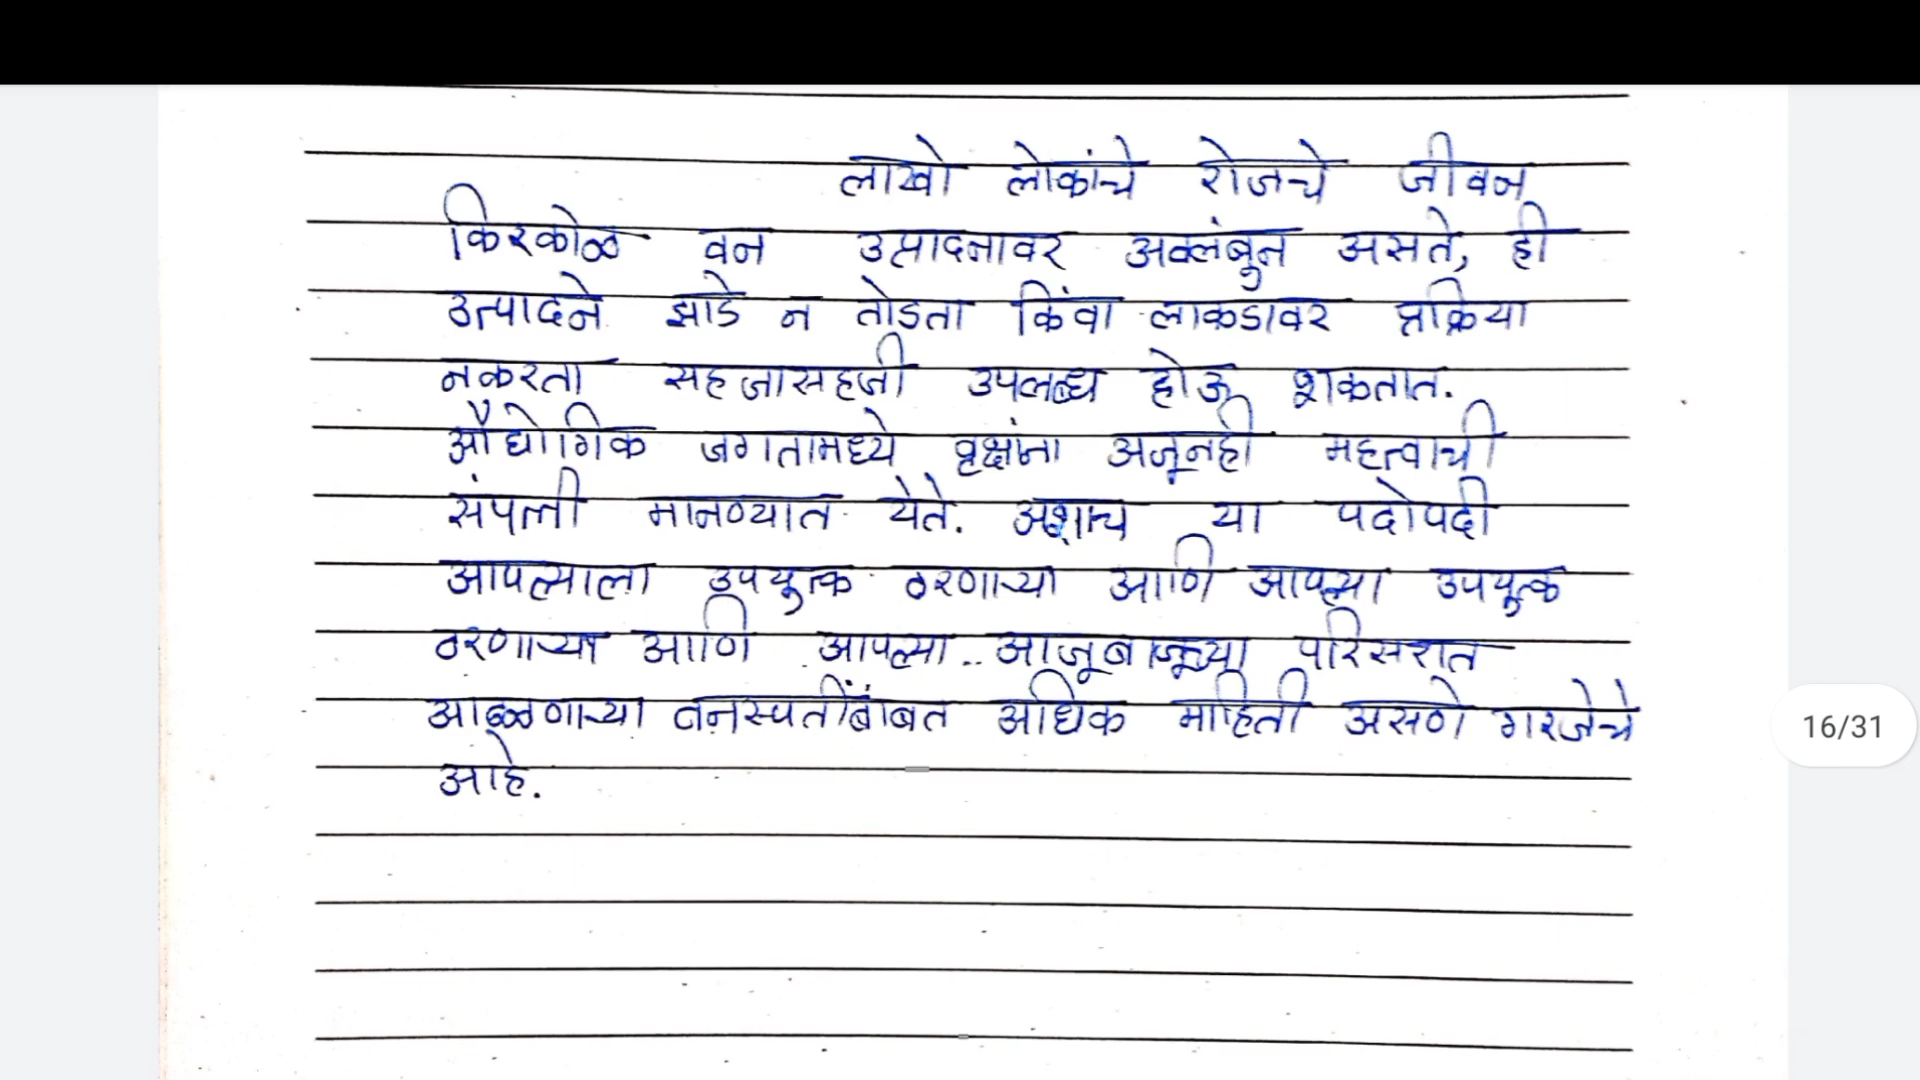 लाखो लोकांचे रोजचे जीवन
किरकोळ वन उत्पादनावर अवलंबुन असते, ही
उत्पादने झाडे न तोडता किंवा लाकडावर प्रक्रिया
नकरता सहजासहजी उपलब्ध होऊ शकतात.
औद्योगिक जगतामध्ये वृक्षांना अजूनही महत्वाची
संपत्ती मानण्यात येते. अशाच या पदोपदी
आपल्याला उपयुक्त ठरणाऱ्या आणि आपल्या उपयुक्त
ठरणाऱ्या आणि आपल्या .. आजूबाजूच्या परिसरात
आढळणाऱ्या वनस्पतींबाबत अधिक माहिती असणे गरजेचे
आहे.
16/31